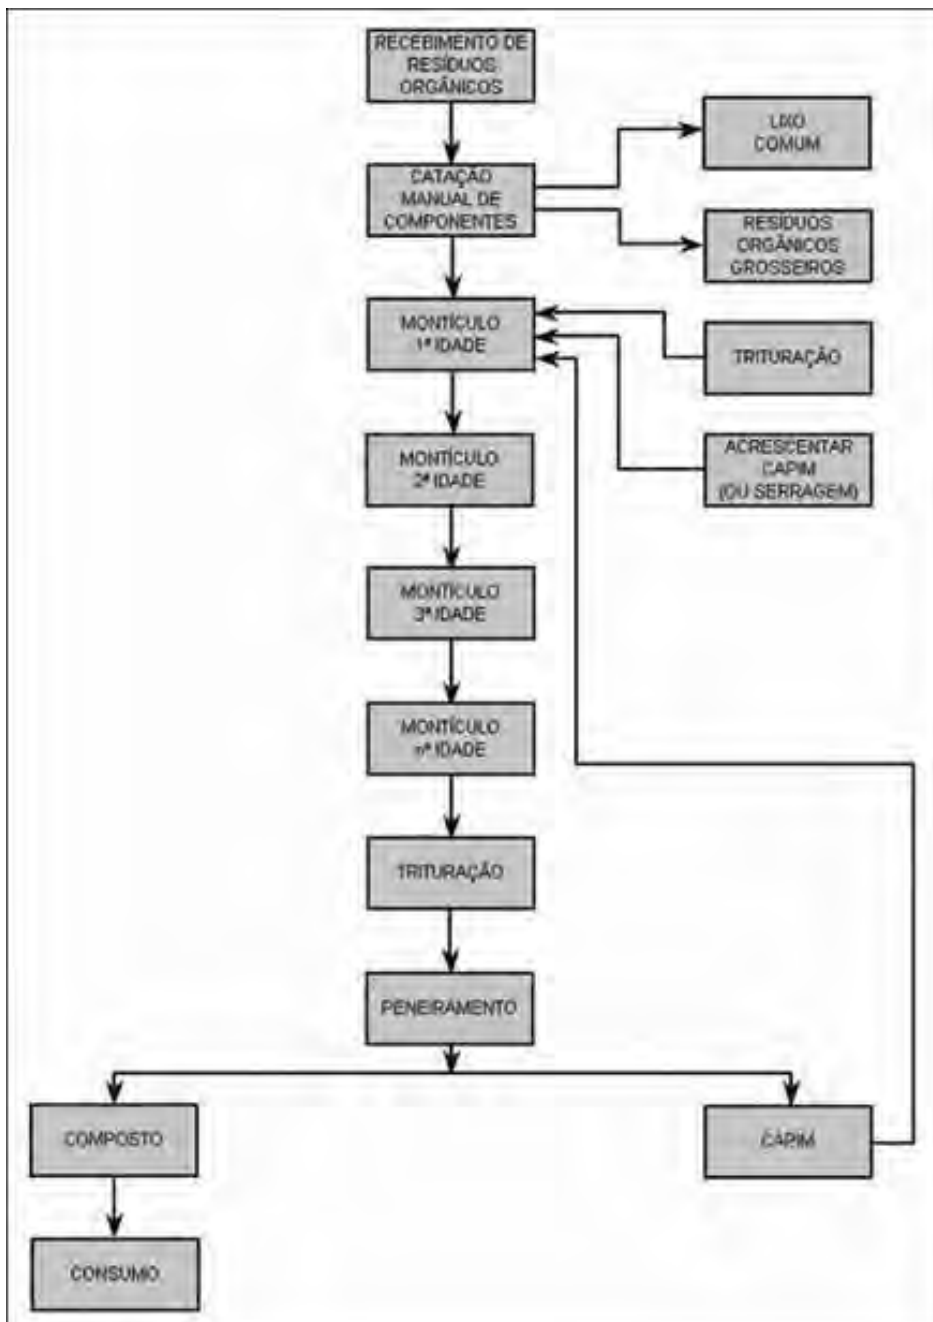 RECEBIMENTO DE
RESÍDUOS
ORGÂNICOS
LIXO
COMUM
CATAÇÃO
MANUAL DE
COMPONENTES
RESÍDUOS
ORGÂNICOS
GROSSEIROS
MONTÍCULO
1ª IDADE
TRITURAÇÃO
ACRESCENTAR
CAPIM
(OU SERRAGEM)
MONTÍCULO
2ª IDADE
MONTÍCULO
3ª IDADE
MONTÍCULO
nª IDADE
TRITURAÇÃO
PENEIRAMENTO
COMPOSTO
CAPIM
CONSUMO